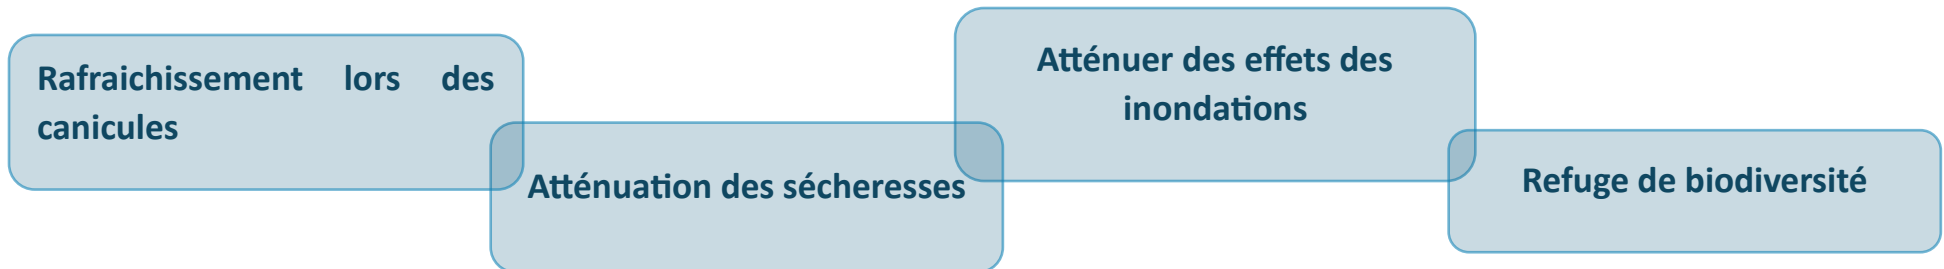 Rafraichissement lors des
canicules
Atténuation des sécheresses
Atténuer des effets des
inondations
Refuge de biodiversité